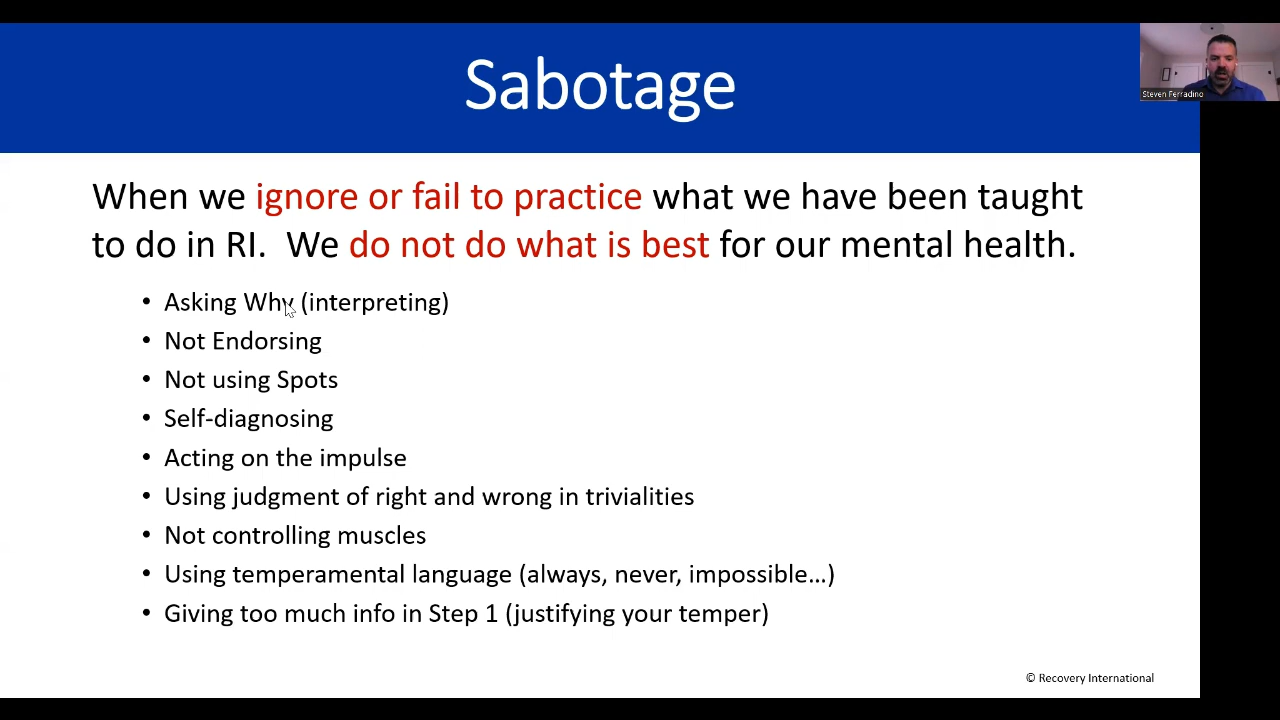 Sabotage
Steven Ferradino
When we ignore or fail to practice what we have been taught
to do in RI. We do not do what is best for our mental health.
• Asking Why (interpreting)
• Not Endorsing
• Not using Spots
• Self-diagnosing
• Acting on the impulse
• Using judgment of right and wrong in trivialities
• Not controlling muscles
• Using temperamental language (always, never, impossible…)
• Giving too much info in Step 1 (justifying your temper)
© Recovery International